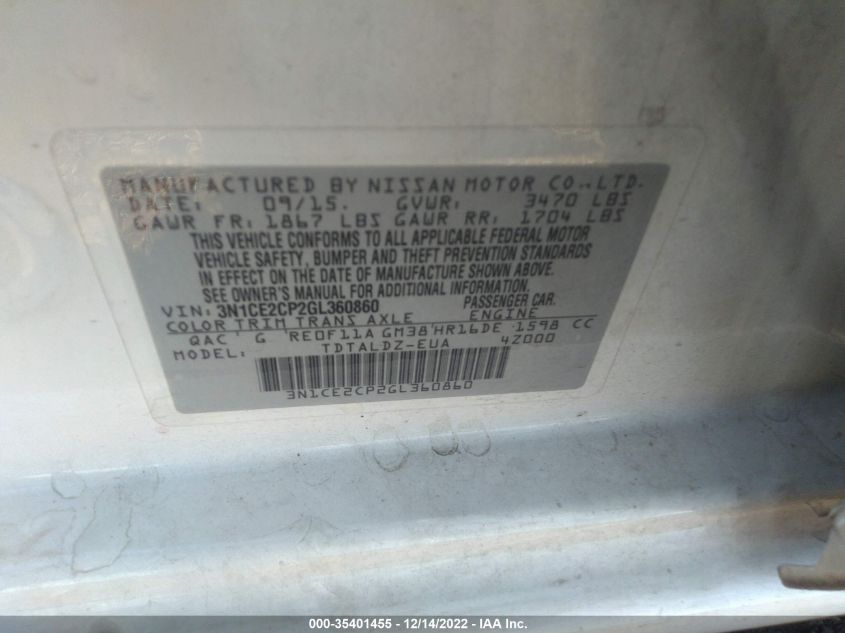 MANUFACTURED BY NISSAN MOTOR CO., LTD.
DATE: 09/15. GVWR: 3470 LBS
GAWR FR: 1867 LBS GAWR RR: 1704 LBS
THIS VEHICLE CONFORMS TO ALL APPLICABLE FEDERAL MOTOR
VEHICLE SAFETY, BUMPER AND THEFT PREVENTION STANDARDS
IN EFFECT ON THE DATE OF MANUFACTURE SHOWN ABOVE.
SEE OWNER'S MANUAL FOR ADDITIONAL INFORMATION.
VIN: 3N1CE2CP2GL360860 PASSENGER CAR.
COLOR TRIM TRANS AXLE ENGINE
QAC G RE0F11A GM38 HR16DE 1598 CC
MODEL: TDTALDZ-EUA 4Z000
3N1CE2CP2GL360860
000-35401455 - 12/14/2022 - IAA Inc.